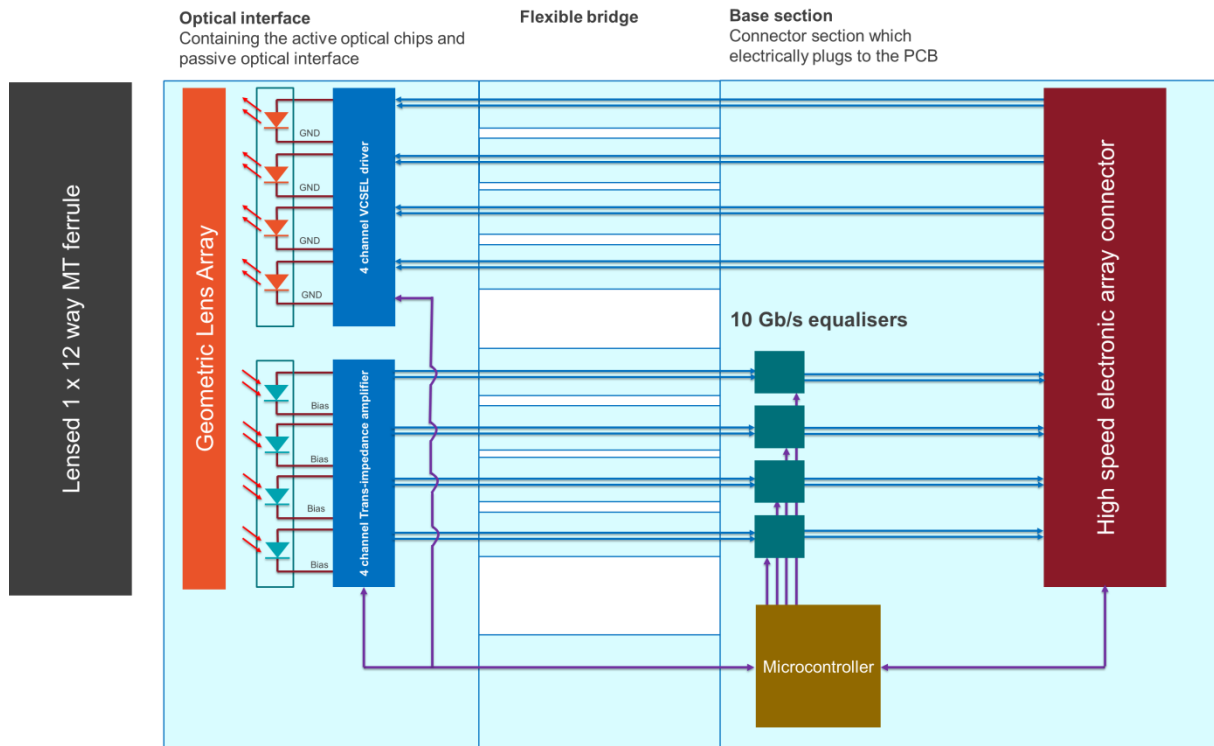 Optical interface
Containing the active optical chips and
passive optical interface
Flexible bridge
Base section
Connector section which
electrically plugs to the PCB
Lensed 1 x 12 way MT ferrule
Geometric Lens Array
GND
GND
GND
GND
4 channel VCSEL driver
Bias
Bias
Bias
Bias
4 channel Trans-impedance amplifier
10 Gb/s equalisers
Microcontroller
High speed electronic array connector